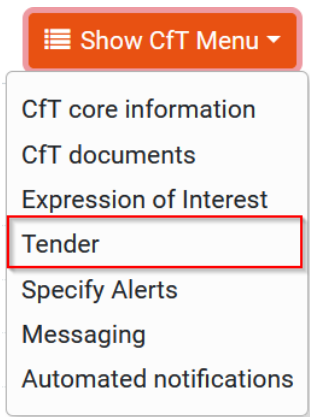 Show CfT Menu
CfT core information
CfT documents
Expression of Interest
Tender
Specify Alerts
Messaging
Automated notifications